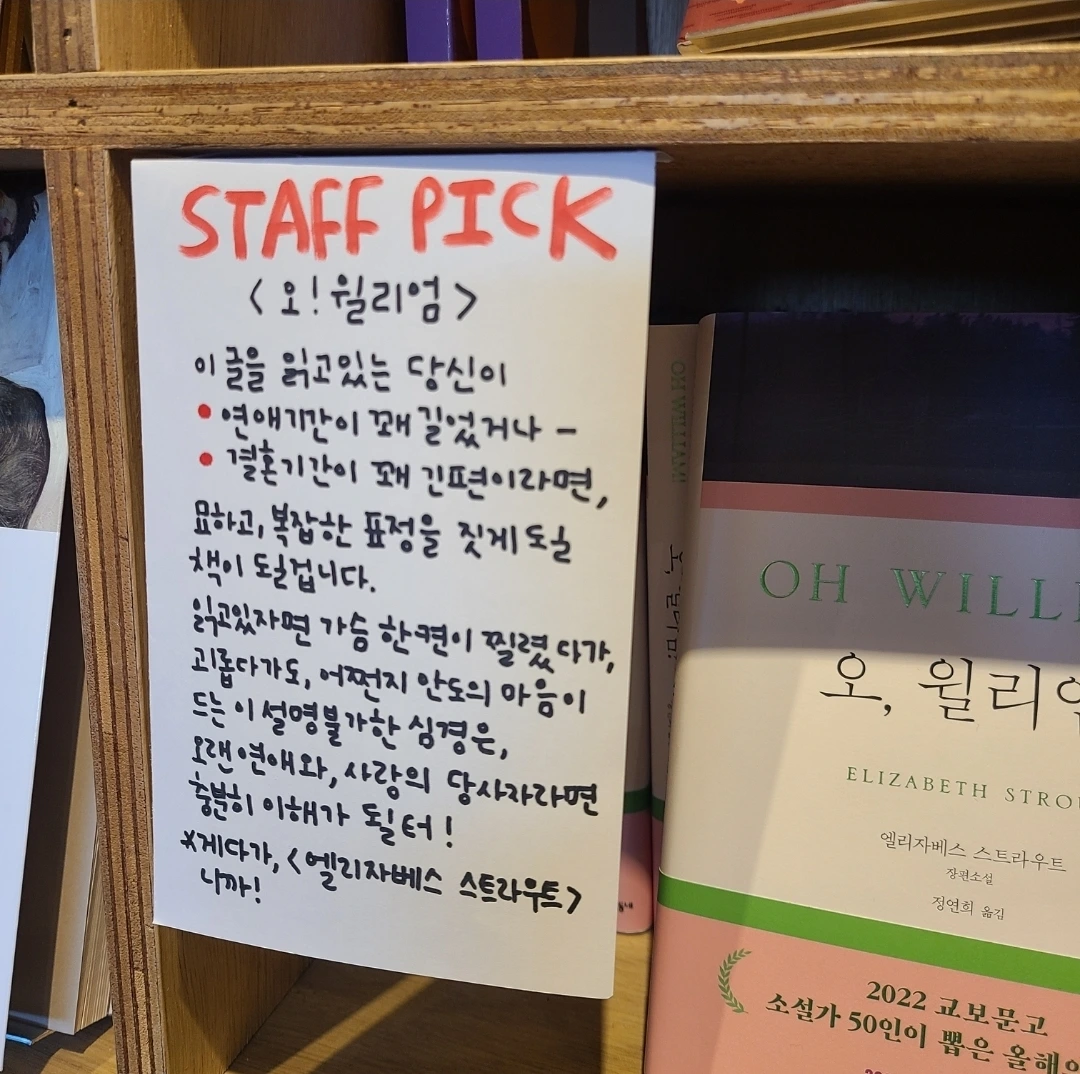 STAFF PICK
< 오! 윌리엄 >
이 글을 읽고있는 당신이
• 연애기간이 꽤 길었거나 -
• 결혼기간이 꽤 긴편이라면,
묘하고, 복잡한 표정을 짓게 도실
책이 도실겁니다.
읽고있자면 가슴 한켠이 찔렸다가,
괴롭다가도, 어쩐지 안도의 마음이
드는 이 설명불가한 심경은,
오랜 연애와, 사랑의 당사자라면
충분히 이해가 될터!
*게다가, <엘리자베스 스트라우트>
니까!
OH WILLIAM!
OH WILL
오, 윌리
ELIZABETH STROU
엘리자베스 스트라우트
장편소설
정연희 옮김
2022 교보문고
소설가 50인이 뽑은 올해의